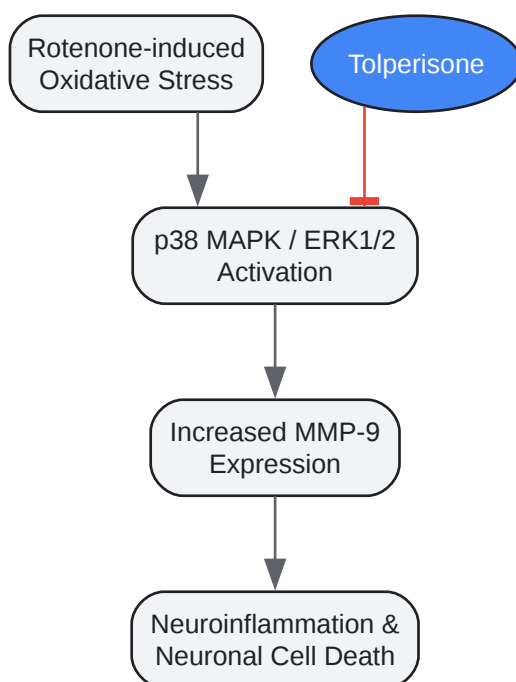 Rotenone-induced
Oxidative Stress
Tolperisone
p38 MAPK / ERK1/2
Activation
Increased MMP-9
Expression
Neuroinflammation &
Neuronal Cell Death